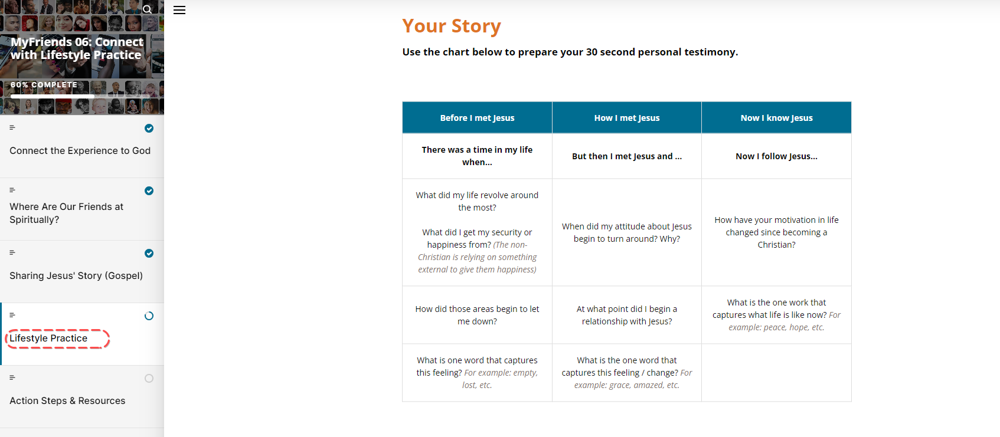 MyFriends 06: Connect
with Lifestyle Practice
60% COMPLETE
Connect the Experience to God
Where Are Our Friends at
Spiritually?
Sharing Jesus' Story (Gospel)
Lifestyle Practice
Action Steps & Resources
Your Story
Use the chart below to prepare your 30 second personal testimony.
Before I met Jesus
How I met Jesus
Now I know Jesus
There was a time in my life
when...
But then I met Jesus and ...
Now I follow Jesus...
What did my life revolve around
the most?
What did I get my security or
happiness from? (The non-
Christian is relying on something
external to give them happiness)
When did my attitude about Jesus
begin to turn around? Why?
How have your motivation in life
changed since becoming a
Christian?
How did those areas begin to let
me down?
At what point did I begin a
relationship with Jesus?
What is the one work that
captures what life is like now? For
example: peace, hope, etc.
What is one word that captures
this feeling? For example: empty,
lost, etc.
What is the one word that
captures this feeling / change? For
example: grace, amazed, etc.